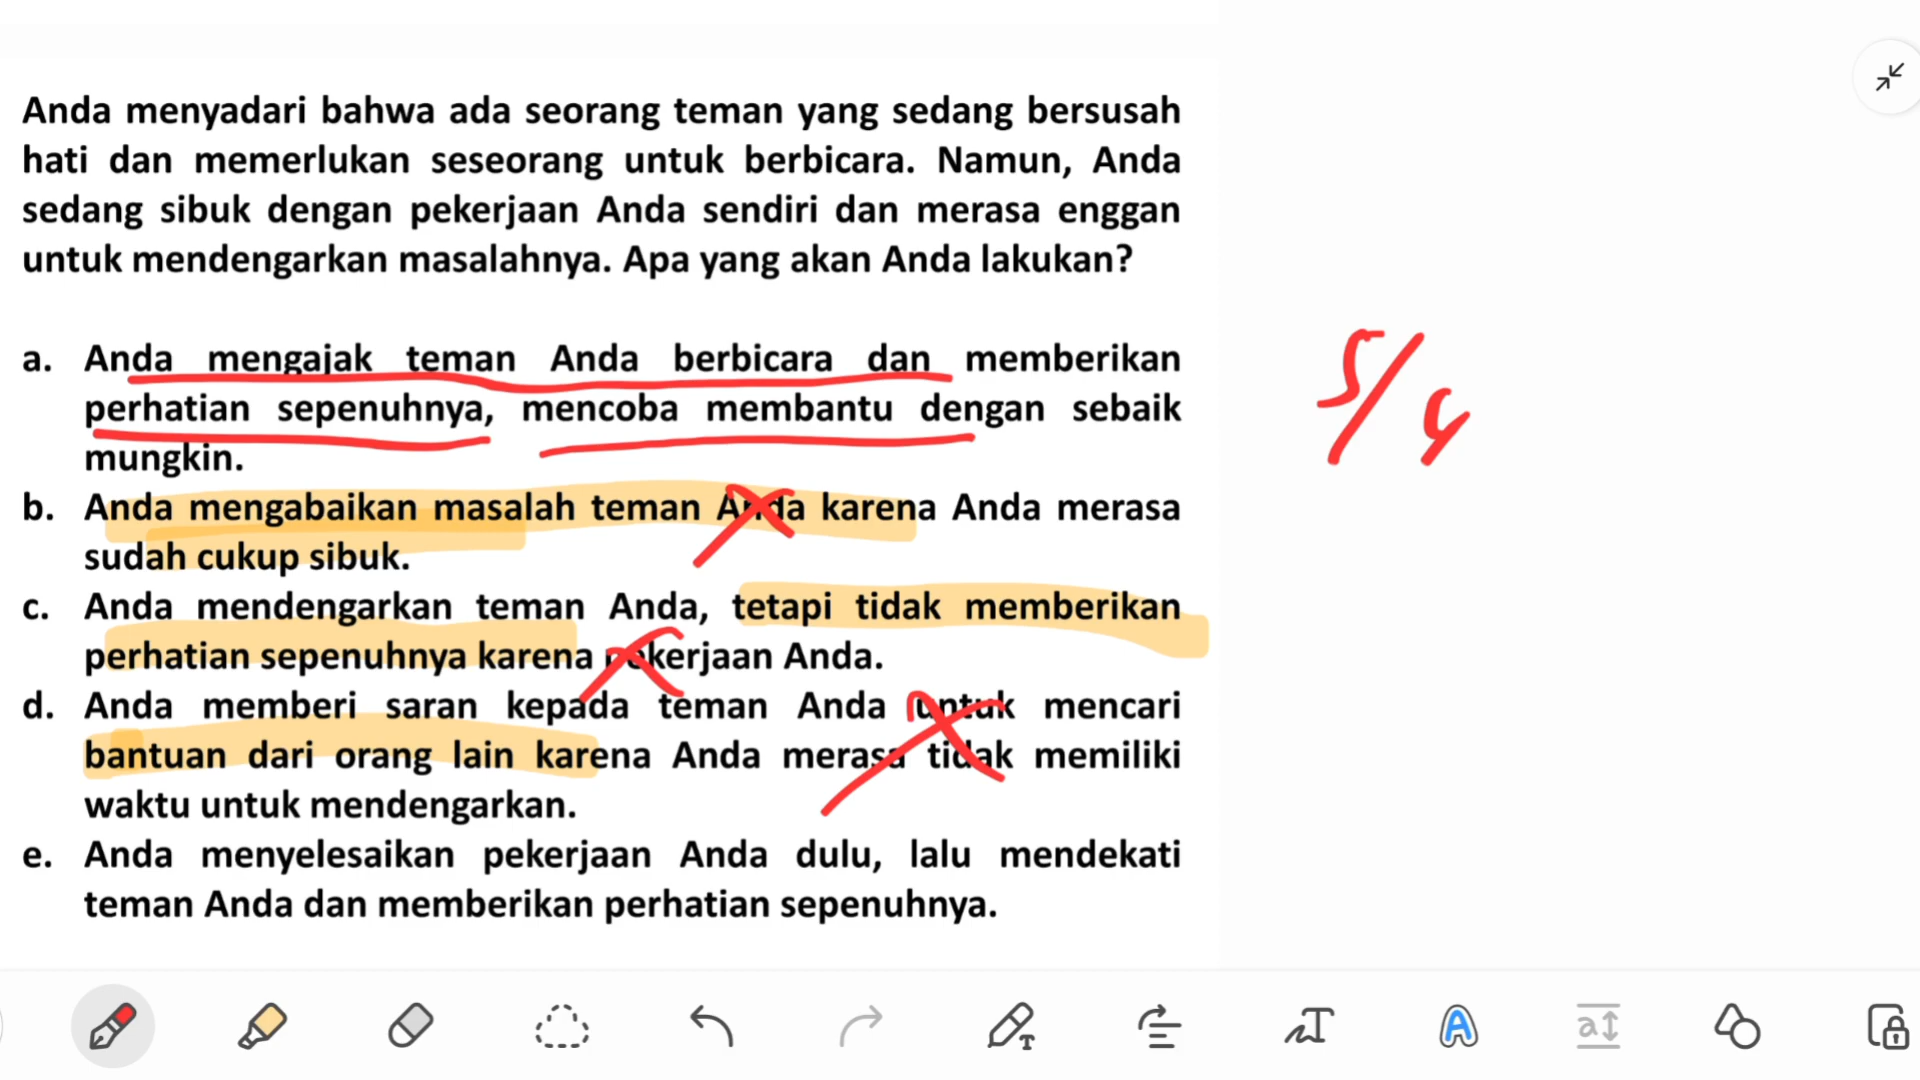 Anda menyadari bahwa ada seorang teman yang sedang bersusah
hati dan memerlukan seseorang untuk berbicara. Namun, Anda
sedang sibuk dengan pekerjaan Anda sendiri dan merasa enggan
untuk mendengarkan masalahnya. Apa yang akan Anda lakukan?
a. Anda mengajak teman Anda berbicara dan memberikan
perhatian sepenuhnya, mencoba membantu dengan sebaik
mungkin.
5/4
b. Anda mengabaikan masalah teman Anda karena Anda merasa
sudah cukup sibuk.
c. Anda mendengarkan teman Anda, tetapi tidak memberikan
perhatian sepenuhnya karena pekerjaan Anda.
d. Anda memberi saran kepada teman Anda untuk mencari
bantuan dari orang lain karena Anda merasa tidak memiliki
waktu untuk mendengarkan.
e. Anda menyelesaikan pekerjaan Anda dulu, lalu mendekati
teman Anda dan memberikan perhatian sepenuhnya.